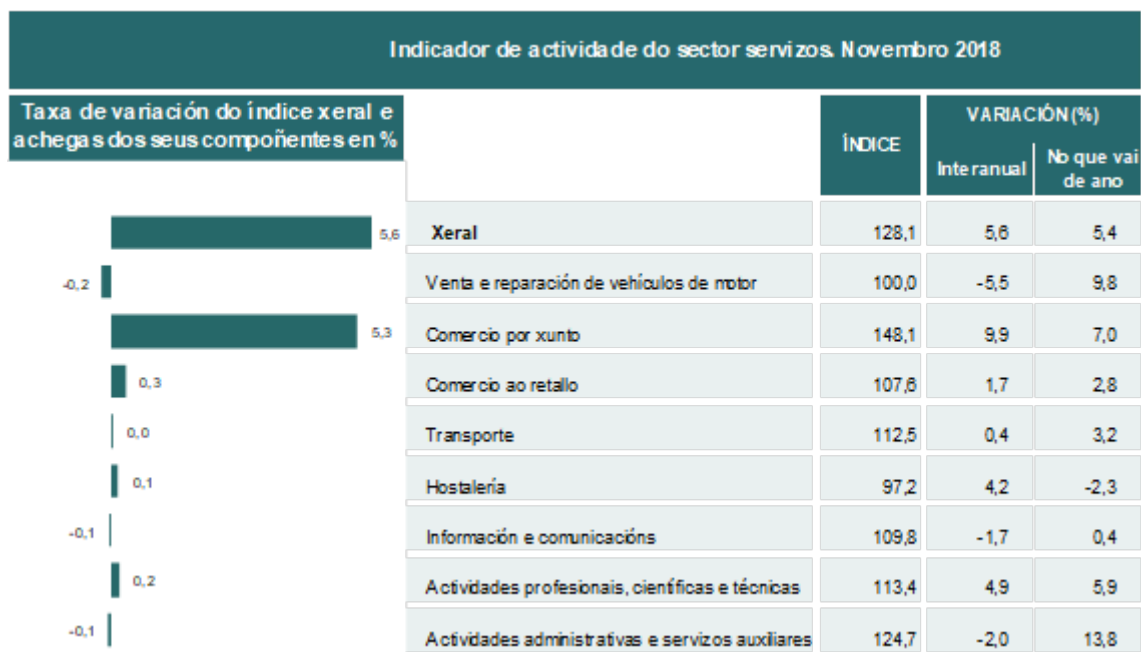 Indicador de actividade do sector servizos. Novembro 2018
Taxa de variación do índice xeral e
achegas dos seus compoñentes en %
ÍNDICE
VARIACIÓN (%)
Interanual
No que vai
de ano
5,6 Xeral 128,1 5,6 5,4
-0,2 Venta e reparación de vehículos de motor 100,0 -5,5 9,8
5,3 Comercio por xunto 148,1 9,9 7,0
0,3 Comercio ao retallo 107,6 1,7 2,8
0,0 Transporte 112,5 0,4 3,2
0,1 Hostalería 97,2 4,2 -2,3
-0,1 Información e comunicacións 109,8 -1,7 0,4
0,2 Actividades profesionais, científicas e técnicas 113,4 4,9 5,9
-0,1 Actividades administrativas e servizos auxiliares 124,7 -2,0 13,8